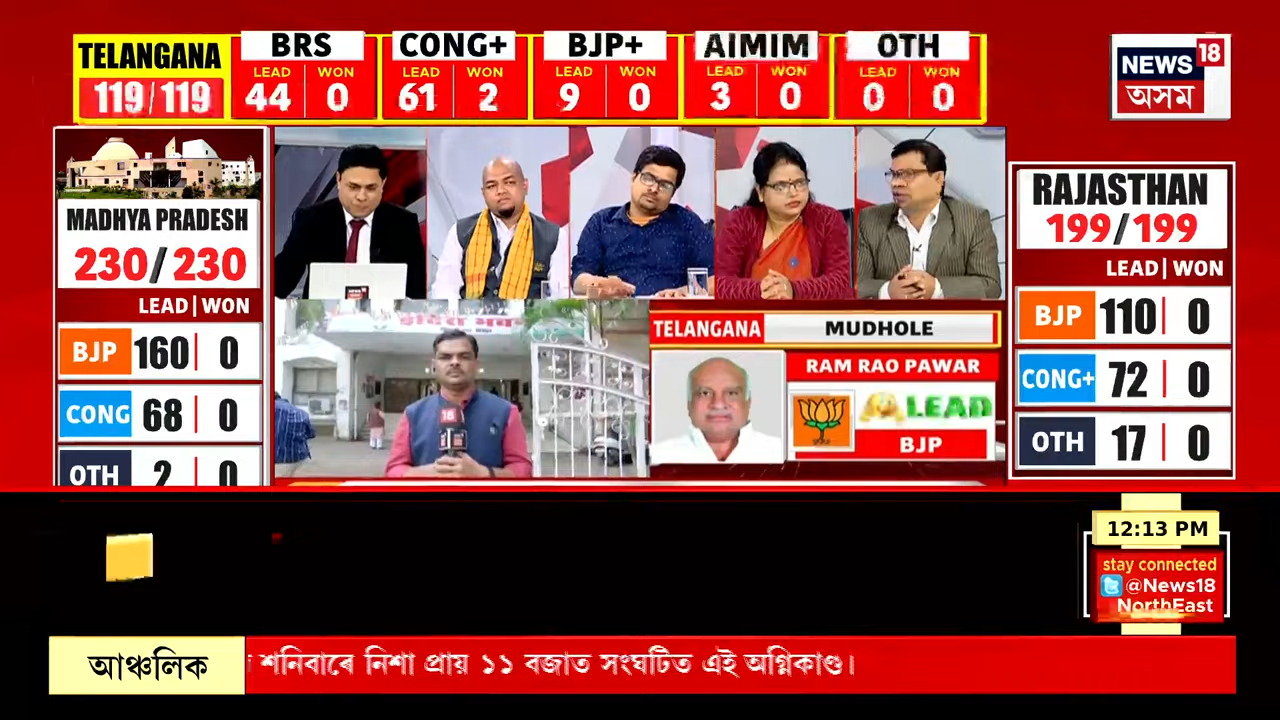 TELANGANA
119/119
BRS
LEAD WON
44 0
CONG+
LEAD WON
61 2
BJP+
LEAD WON
9 0
AIMIM
LEAD WON
3 0
OTH
LEAD WON
0 0
NEWS 18
অসম
MADHYA PRADESH
230/230
LEAD|WON
BJP 160 0
CONG 68 0
OTH 2 0
RAJASTHAN
199/199
LEAD|WON
BJP 110 0
CONG+ 72 0
OTH 17 0
18
TELANGANA MUDHOLE
RAM RAO PAWAR
LEAD
BJP
12:13 PM
stay connected
@News18
NorthEast
আঞ্চলিক
শনিবাৰে নিশা প্ৰায় ১১ বজাত সংঘটিত এই অগ্নিকাণ্ড।